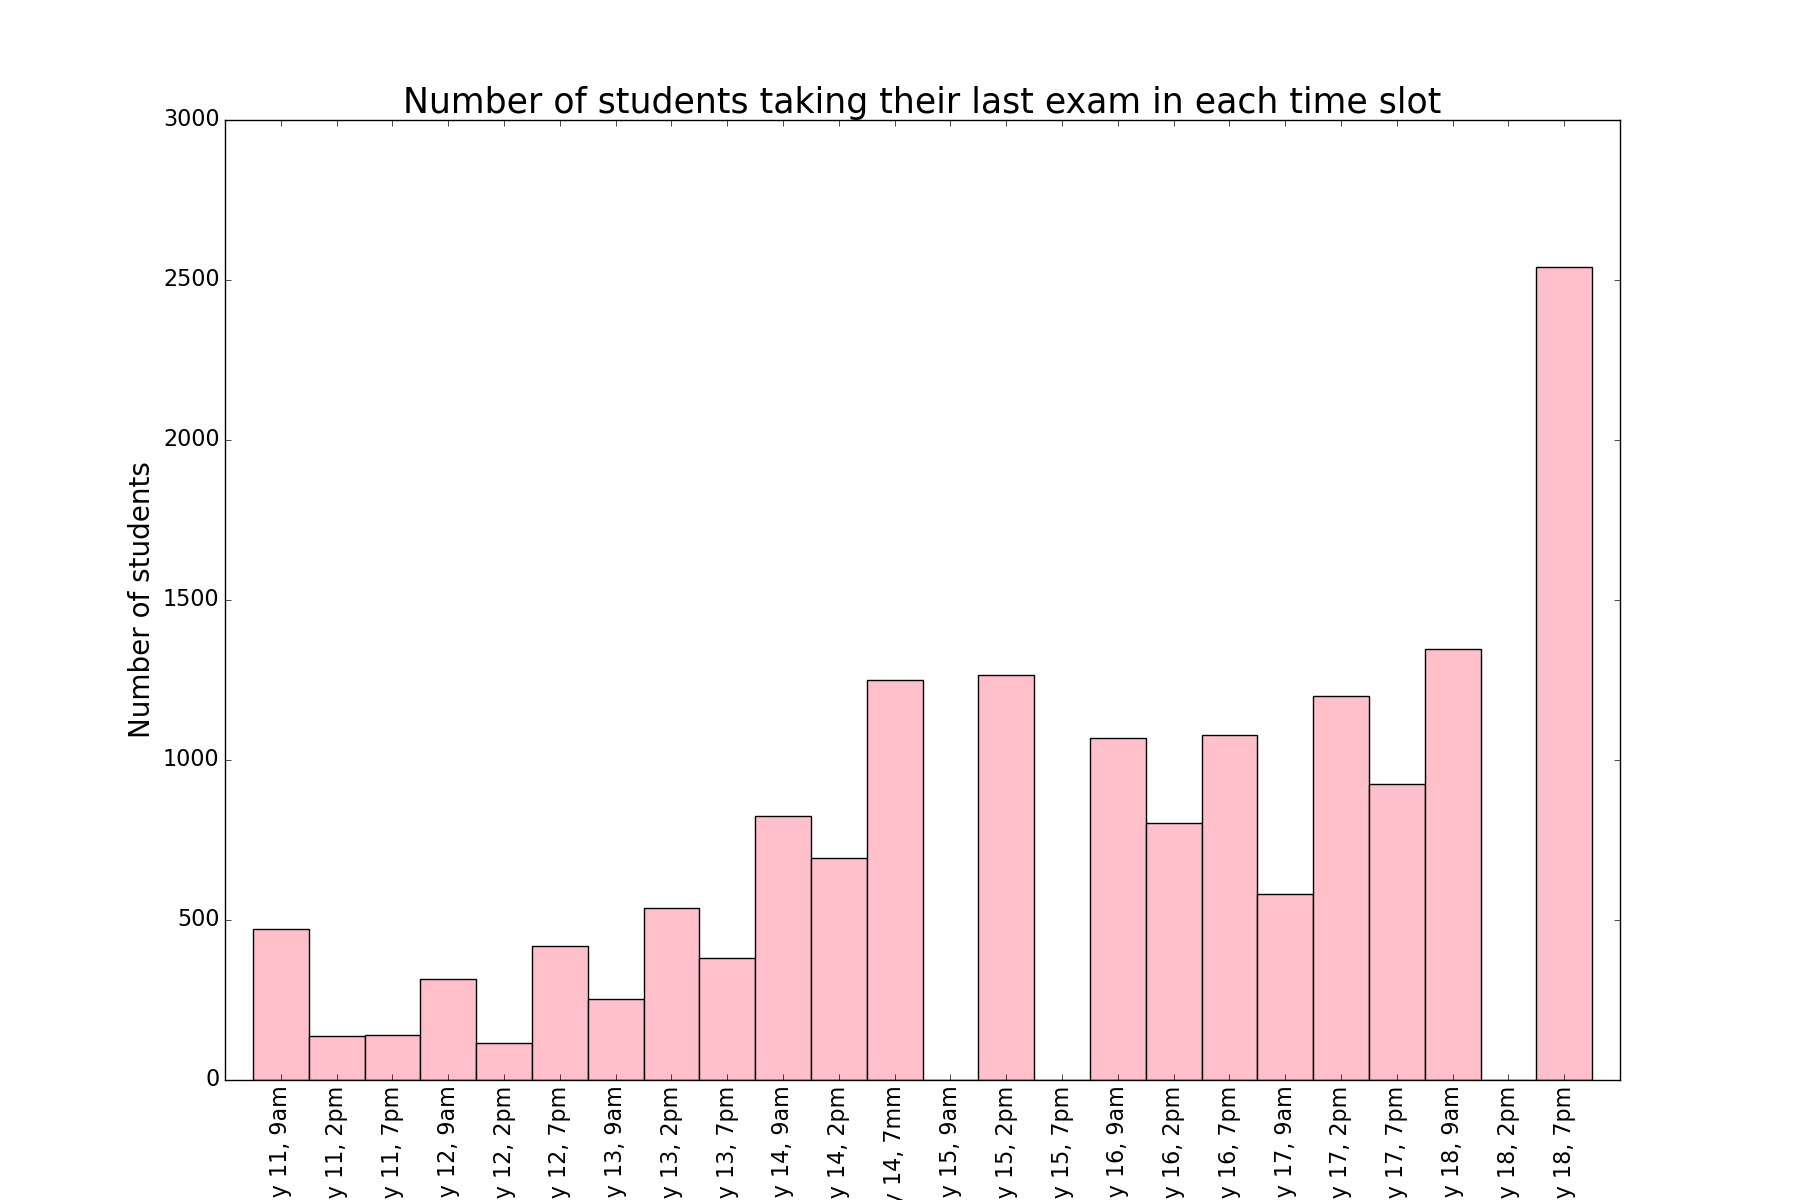 Number of students taking their last exam in each time slot
3000
2500
2000
1500
1000
500
0
Number of students
y 11, 9am
y 11, 2pm
y 11, 7pm
y 12, 9am
y 12, 2pm
y 12, 7pm
y 13, 9am
y 13, 2pm
y 13, 7pm
y 14, 9am
y 14, 2pm
y 14, 7mm
y 15, 9am
y 15, 2pm
y 15, 7pm
y 16, 9am
y 16, 2pm
y 16, 7pm
y 17, 9am
y 17, 2pm
y 17, 7pm
y 18, 9am
y 18, 2pm
y 18, 7pm